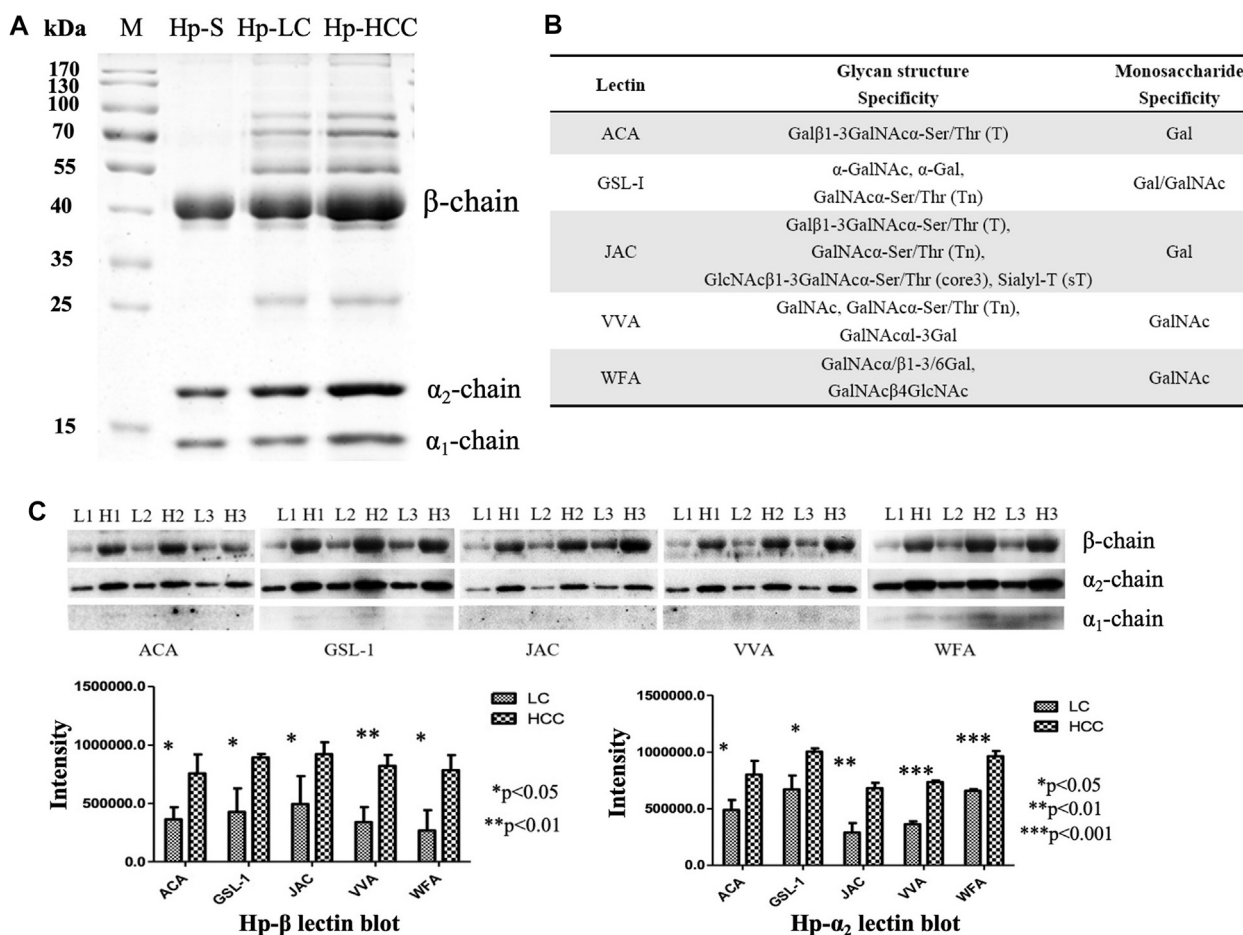 A kDa M Hp-S Hp-LC Hp-HCC
170
130
100
70
55
40
35
25
15
β-chain
α2-chain
α1-chain
B
Lectin Glycan structure Specificity Monosaccharide Specificity
ACA Galβ1-3GalNAcα-Ser/Thr (T) Gal
GSL-I α-GalNAc, α-Gal,
GalNAcα-Ser/Thr (Tn) Gal/GalNAc
JAC Galβ1-3GalNAcα-Ser/Thr (T),
GalNAcα-Ser/Thr (Tn), Gal
GlcNAcβ1-3GalNAcα-Ser/Thr (core3), Sialyl-T (sT)
VVA GalNAc, GalNAcα-Ser/Thr (Tn),
GalNAcαl-3Gal GalNAc
WFA GalNAcα/β1-3/6Gal,
GalNAcβ4GlcNAc GalNAc
C
L1 H1 L2 H2 L3 H3 L1 H1 L2 H2 L3 H3 L1 H1 L2 H2 L3 H3 L1 H1 L2 H2 L3 H3 L1 H1 L2 H2 L3 H3
β-chain
α2-chain
α1-chain
ACA GSL-1 JAC VVA WFA
1500000.0
1000000.0
500000.0
0.0
Intensity
* * * ** *
LC
HCC
*p<0.05
**p<0.01
ACA GSL-1 JAC VVA WFA
Hp-β lectin blot
1500000.0
1000000.0
500000.0
0.0
Intensity
* * ** *** ***
LC
HCC
*p<0.05
**p<0.01
***p<0.001
ACA GSL-1 JAC VVA WFA
Hp-α2 lectin blot